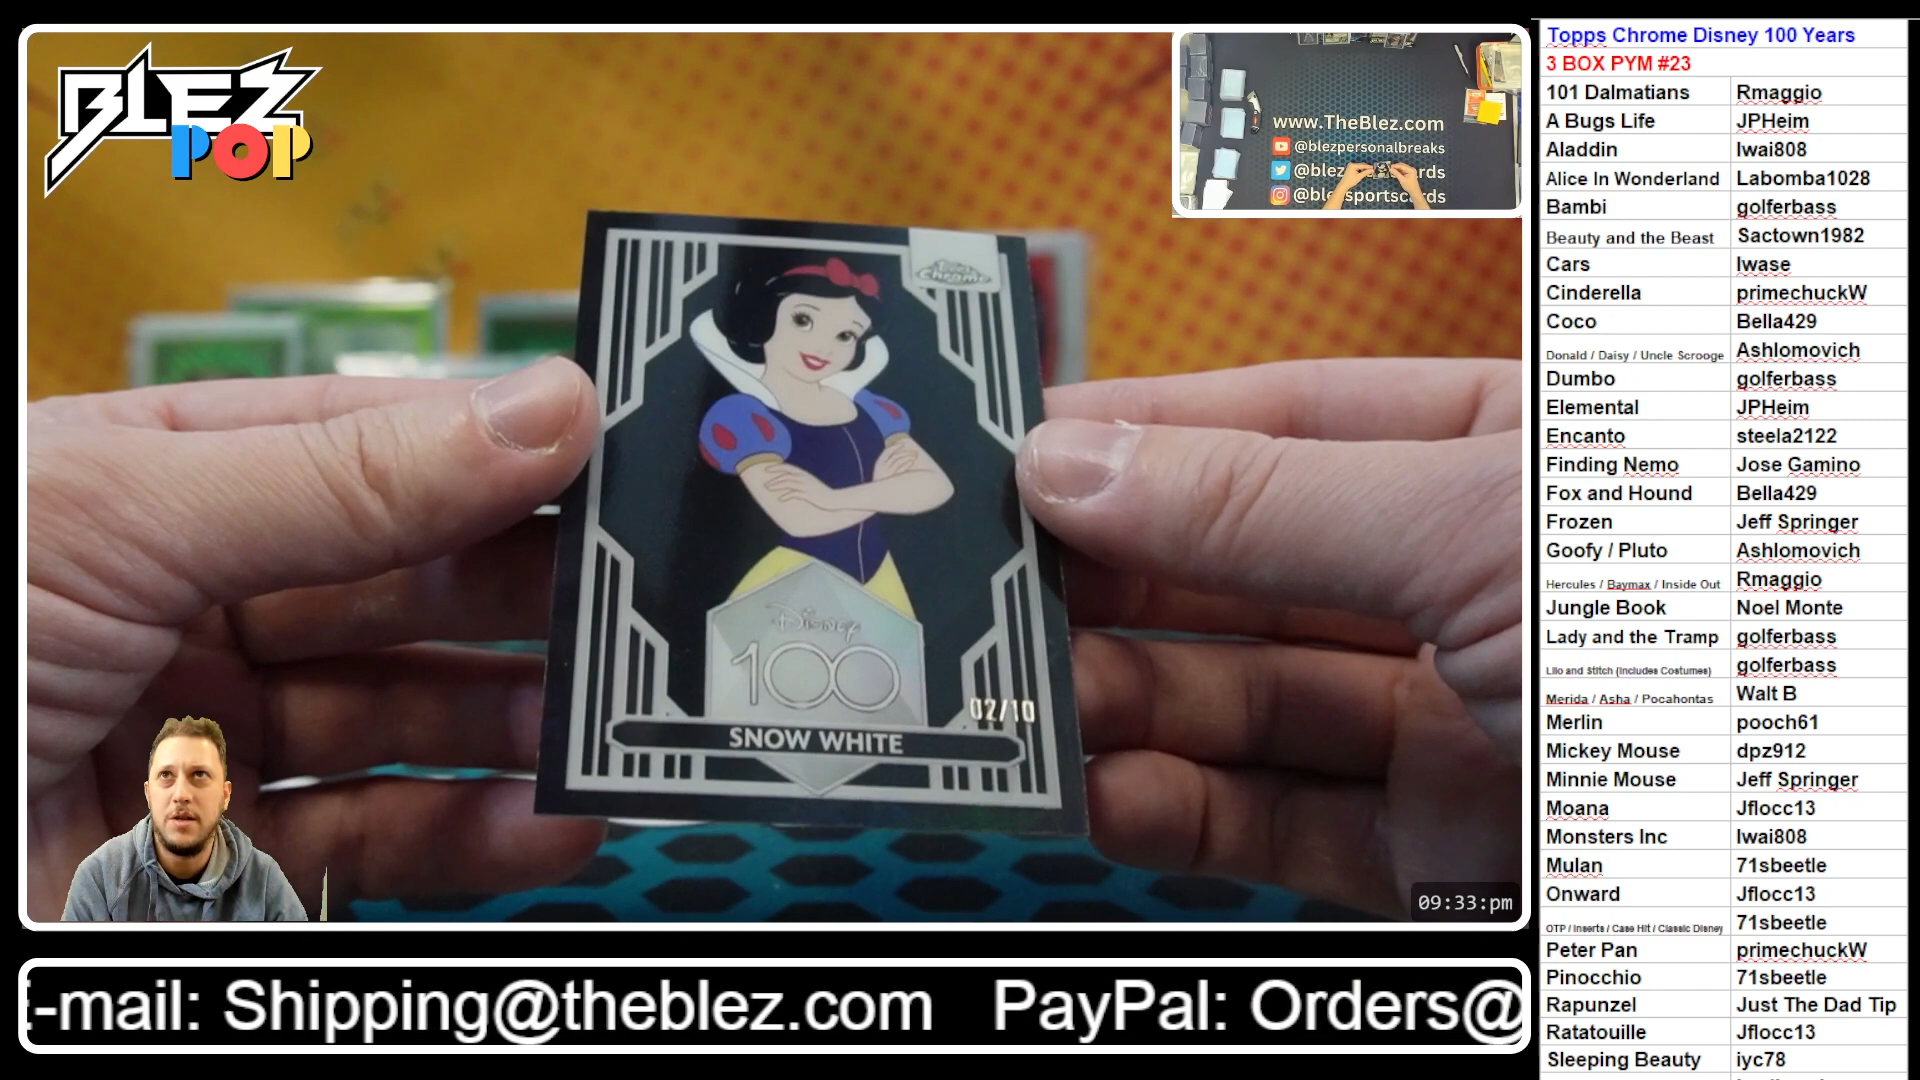 BLEZ
POP
Topps
Chrome
Disney
100
02/10
SNOW WHITE
www.TheBlez.com
@blezpersonalbreaks
09:33:pm
E-mail: Shipping@theblez.com PayPal: Orders@
Topps Chrome Disney 100 Years
3 BOX PYM #23
101 Dalmatians Rmaggio
A Bugs Life JPHeim
Aladdin Iwai808
Alice In Wonderland Labomba1028
Bambi golferbass
Beauty and the Beast Sactown1982
Cars Iwase
Cinderella primechuckW
Coco Bella429
Donald / Daisy / Uncle Scrooge Ashlomovich
Dumbo golferbass
Elemental JPHeim
Encanto steela2122
Finding Nemo Jose Gamino
Fox and Hound Bella429
Frozen Jeff Springer
Goofy / Pluto Ashlomovich
Hercules / Baymax / Inside Out Rmaggio
Jungle Book Noel Monte
Lady and the Tramp golferbass
Lilo and Stitch (Includes Costumes) golferbass
Merida / Asha / Pocahontas Walt B
Merlin pooch61
Mickey Mouse dpz912
Minnie Mouse Jeff Springer
Moana Jflocc13
Monsters Inc Iwai808
Mulan 71sbeetle
Onward Jflocc13
OTP / Inserts / Case Hit / Classic Disney 71sbeetle
Peter Pan primechuckW
Pinocchio 71sbeetle
Rapunzel Just The Dad Tip
Ratatouille Jflocc13
Sleeping Beauty iyc78